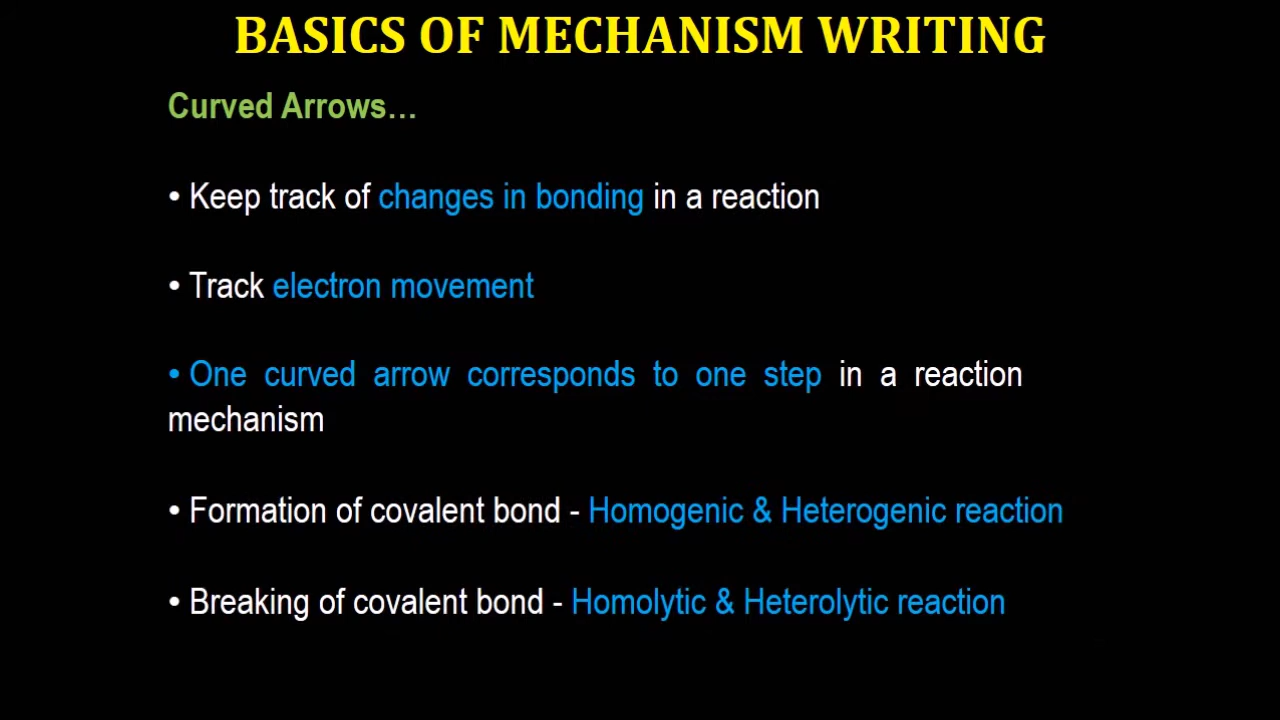 BASICS OF MECHANISM WRITING
Curved Arrows…
• Keep track of changes in bonding in a reaction
• Track electron movement
• One curved arrow corresponds to one step in a reaction
mechanism
• Formation of covalent bond - Homogenic & Heterogenic reaction
• Breaking of covalent bond - Homolytic & Heterolytic reaction